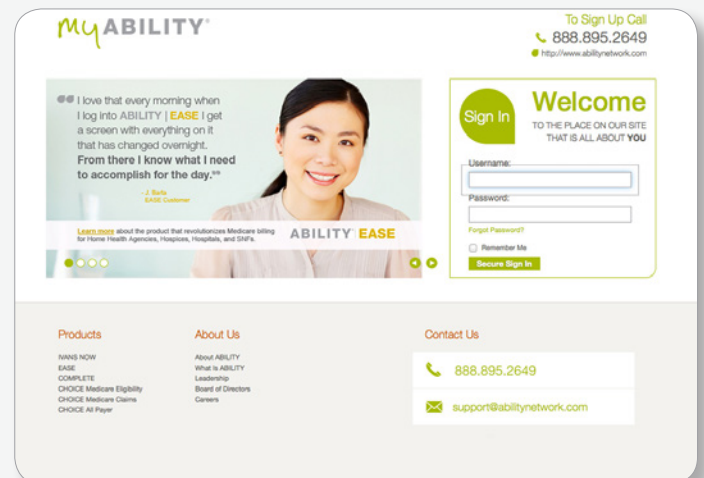 my ABILITY®
To Sign Up Call
888.895.2649
http://www.abilitynetwork.com
“I love that every morning when
I log into ABILITY | EASE I get
a screen with everything on it
that has changed overnight.
From there I know what I need
to accomplish for the day.”
- J. Barta
EASE Customer
Learn more about the product that revolutionizes Medicare billing
for Home Health Agencies, Hospices, Hospitals, and SNFs.
ABILITY EASE
Sign In
Welcome
TO THE PLACE ON OUR SITE
THAT IS ALL ABOUT YOU
Username:
Password:
Forgot Password?
Remember Me
Secure Sign In
Products
IVANS NOW
EASE
COMPLETE
CHOICE Medicare Eligibility
CHOICE Medicare Claims
CHOICE All Payer
About Us
About ABILITY
What is ABILITY
Leadership
Board of Directors
Careers
Contact Us
888.895.2649
support@abilitynetwork.com